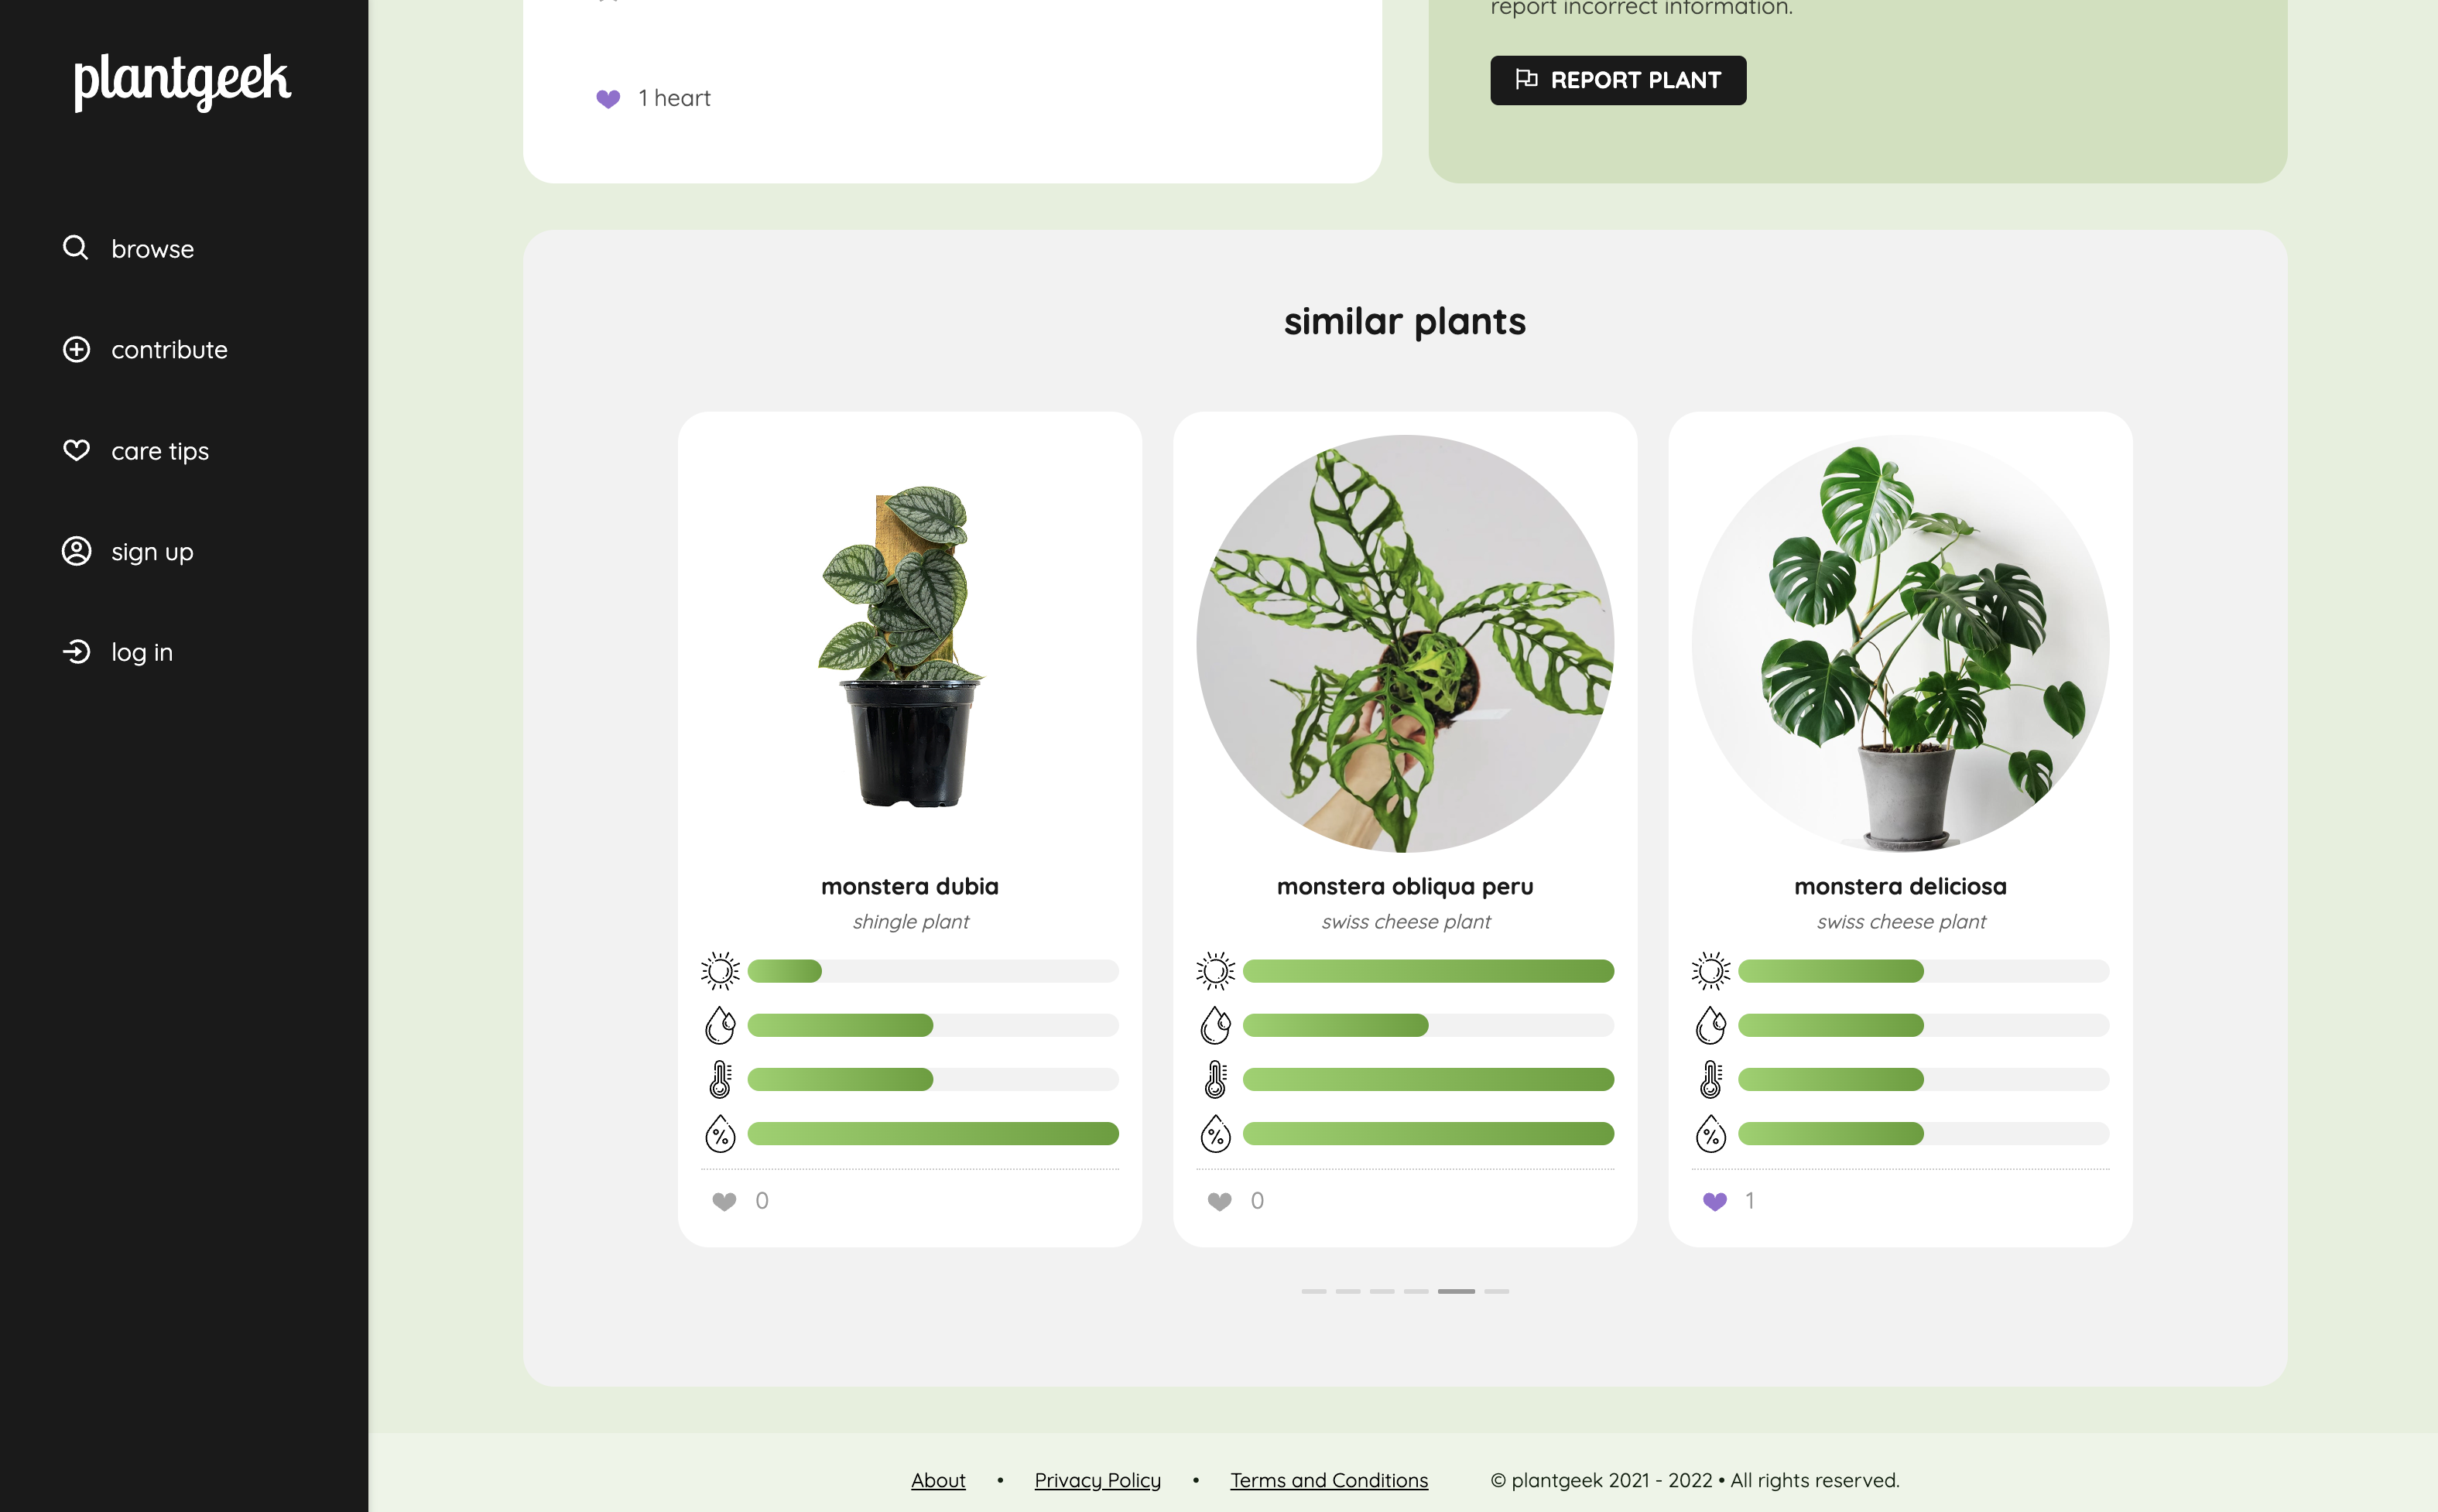 plantgeek
browse
contribute
care tips
sign up
log in
1 heart
report incorrect information.
REPORT PLANT
similar plants
monstera dubia
shingle plant
%
0
monstera obliqua peru
swiss cheese plant
%
0
monstera deliciosa
swiss cheese plant
%
1
About • Privacy Policy • Terms and Conditions © plantgeek 2021 - 2022 • All rights reserved.